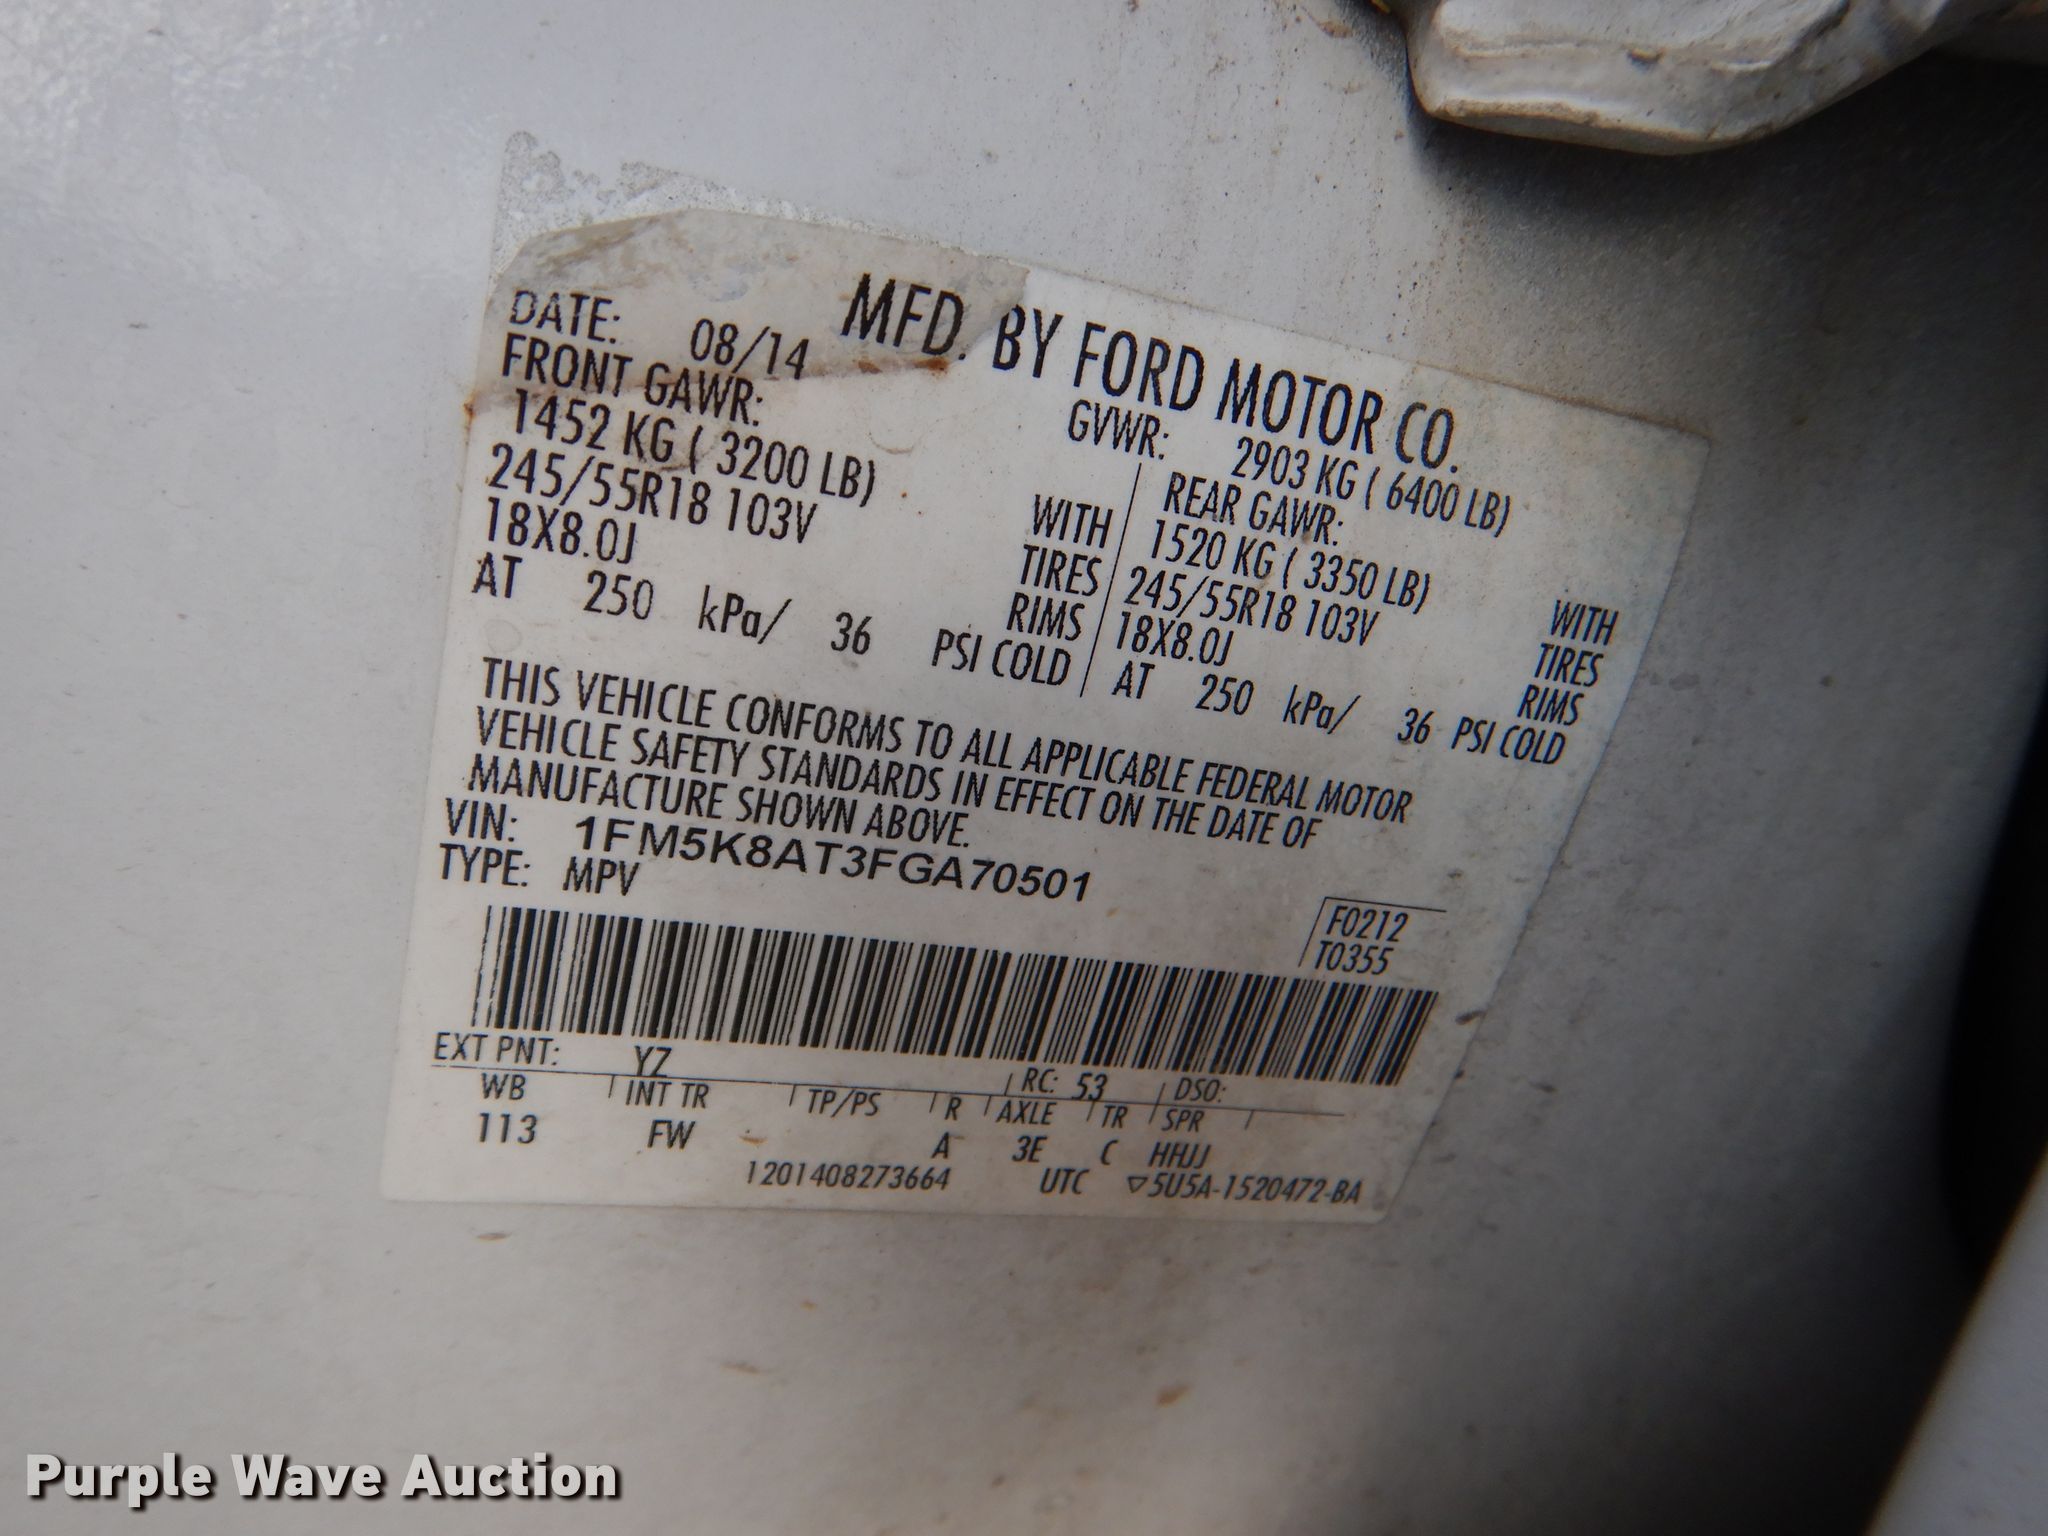 MFD. BY FORD MOTOR CO.
DATE: 08/14 GVWR: 2903 KG ( 6400 LB)
FRONT GAWR: REAR GAWR:
1452 KG ( 3200 LB) WITH 1520 KG ( 3350 LB) WITH
245/55R18 103V TIRES 245/55R18 103V TIRES
18X8.0J RIMS 18X8.0J RIMS
AT 250 kPa/ 36 PSI COLD AT 250 kPa/ 36 PSI COLD
THIS VEHICLE CONFORMS TO ALL APPLICABLE FEDERAL MOTOR
VEHICLE SAFETY STANDARDS IN EFFECT ON THE DATE OF
MANUFACTURE SHOWN ABOVE.
VIN: 1FM5K8AT3FGA70501
TYPE: MPV
F0212
T0355
EXT PNT: YZ RC: 53 DSO:
WB INT TR TP/PS R AXLE TR SPR
113 FW A 3E C HHJJ
1201408273664 UTC ▽5U5A-1520472-BA
Purple Wave Auction